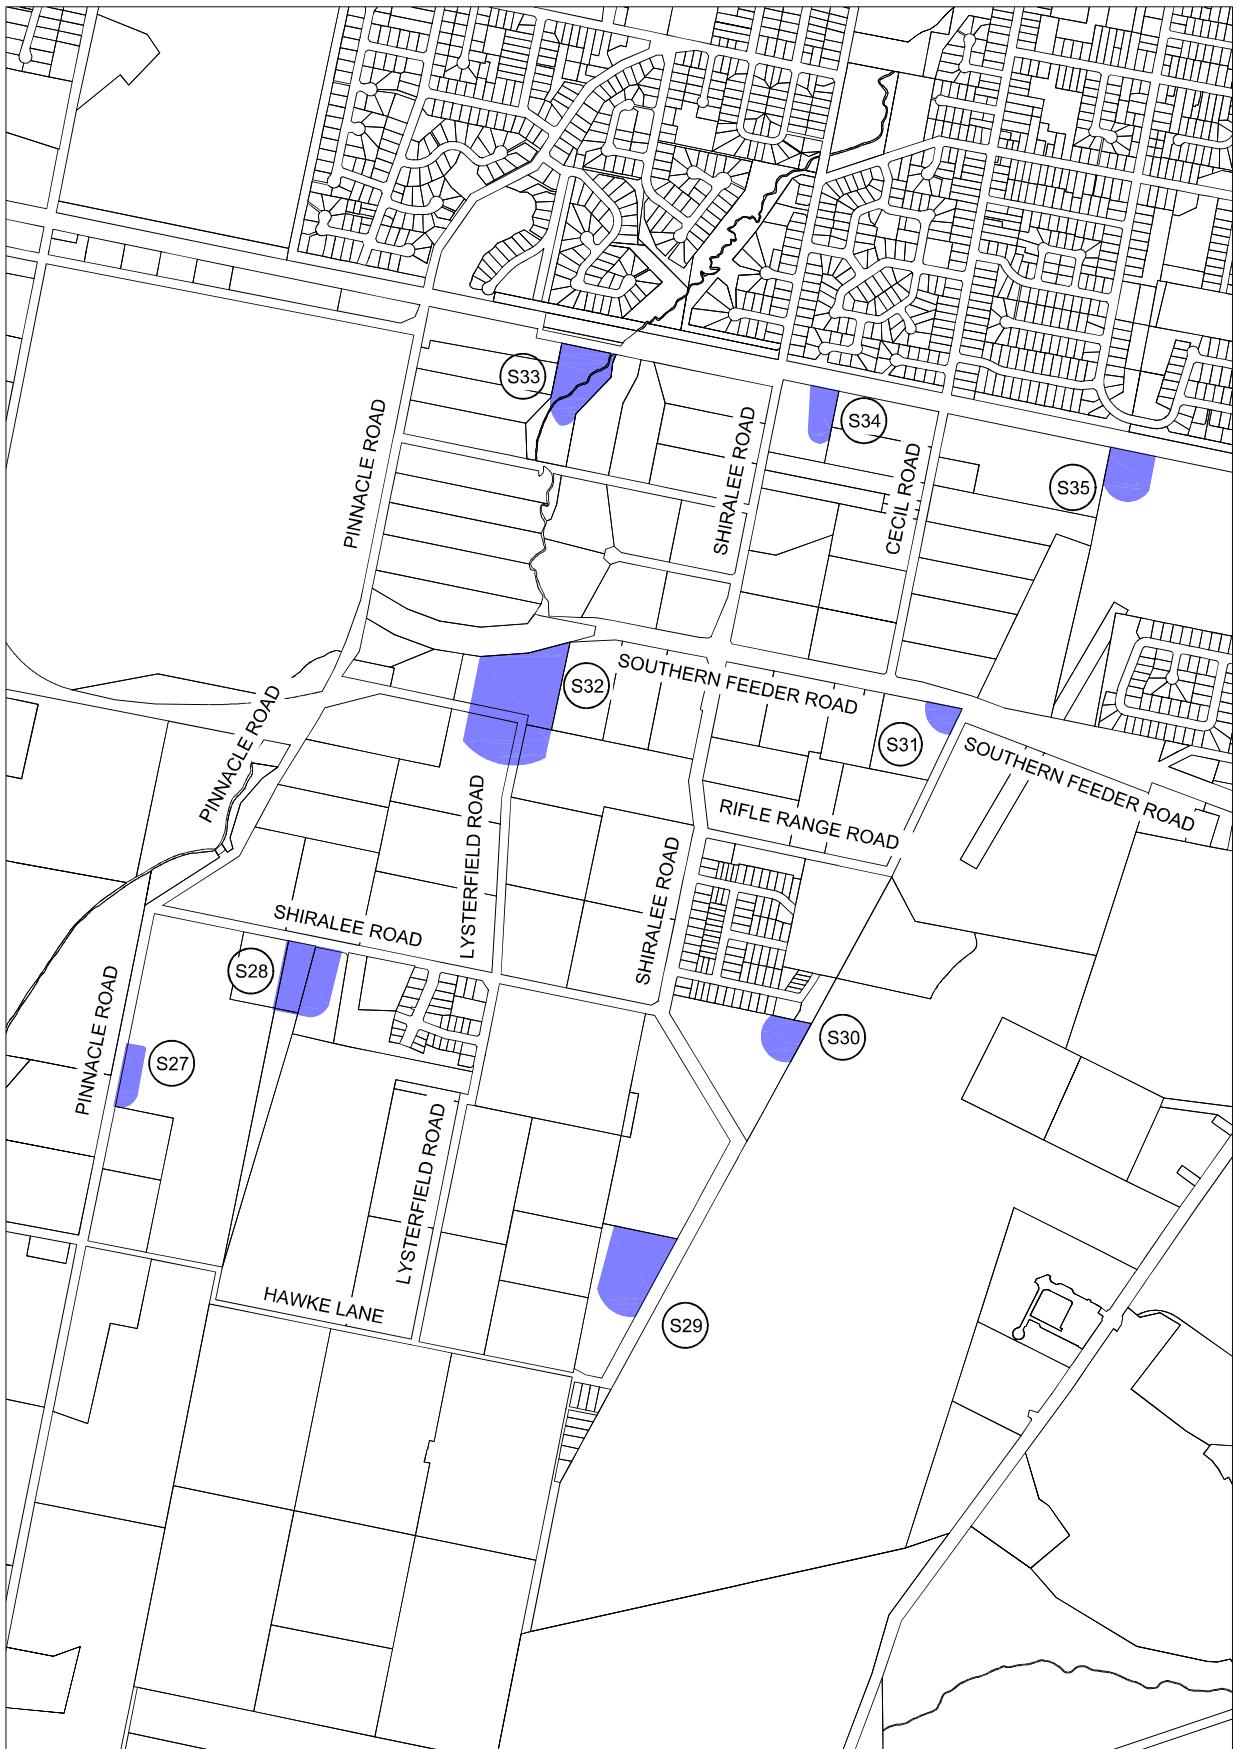 S33
S34
PINNACLE ROAD
SHIRALEE ROAD
CECIL ROAD
S35
SOUTHERN FEEDER ROAD
S32
PINNACLE ROAD
S31
SOUTHERN FEEDER ROAD
LYSTERFIELD ROAD
RIFLE RANGE ROAD
SHIRALEE ROAD
SHIRALEE ROAD
S28
PINNACLE ROAD
S30
S27
LYSTERFIELD ROAD
HAWKE LANE
S29